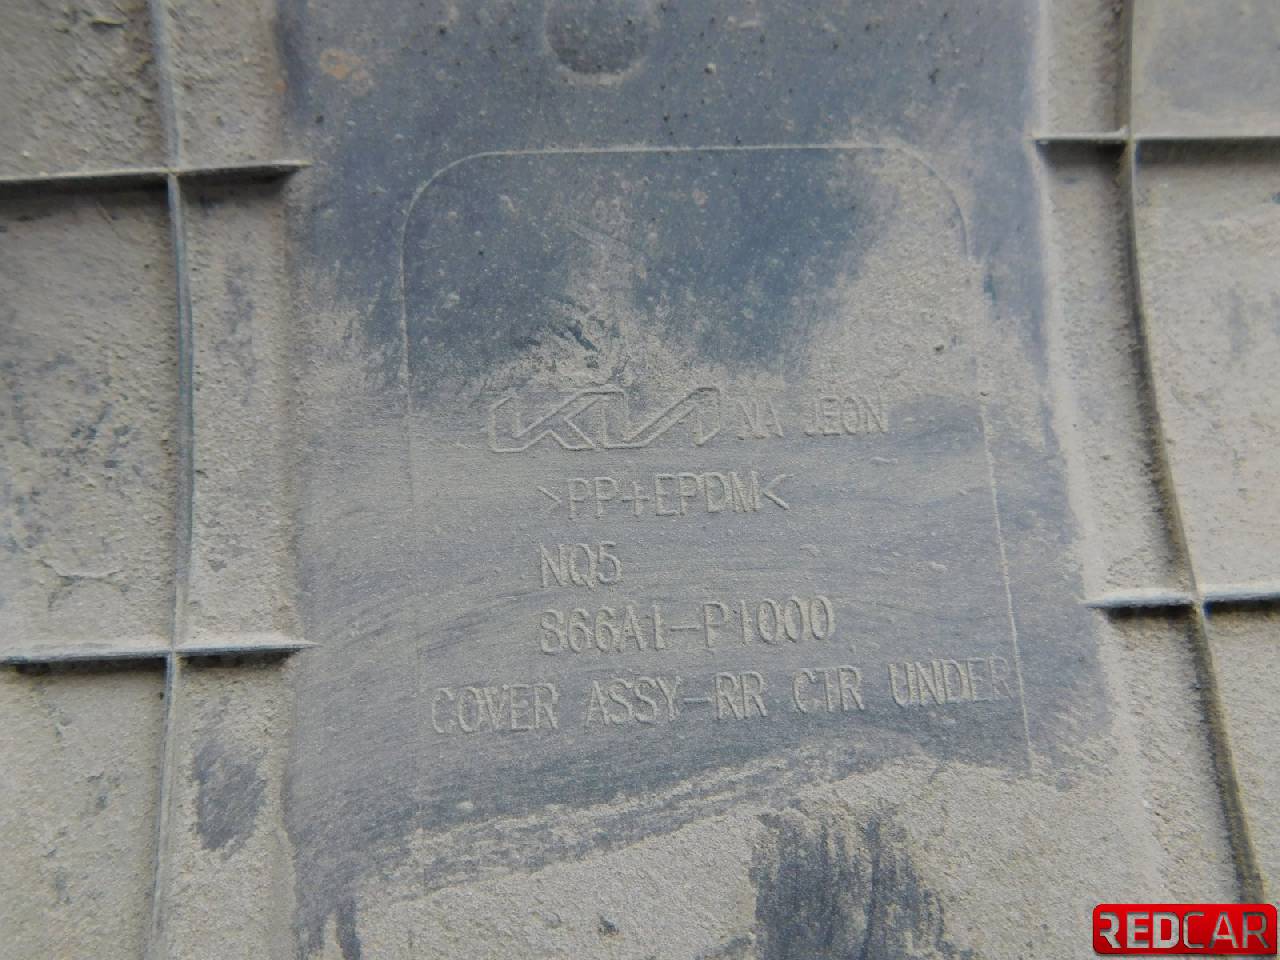 KIA NA JEON
>PP+EPDM<
NQ5
866A1-P1000
COVER ASSY-RR CTR UNDER
REDCAR